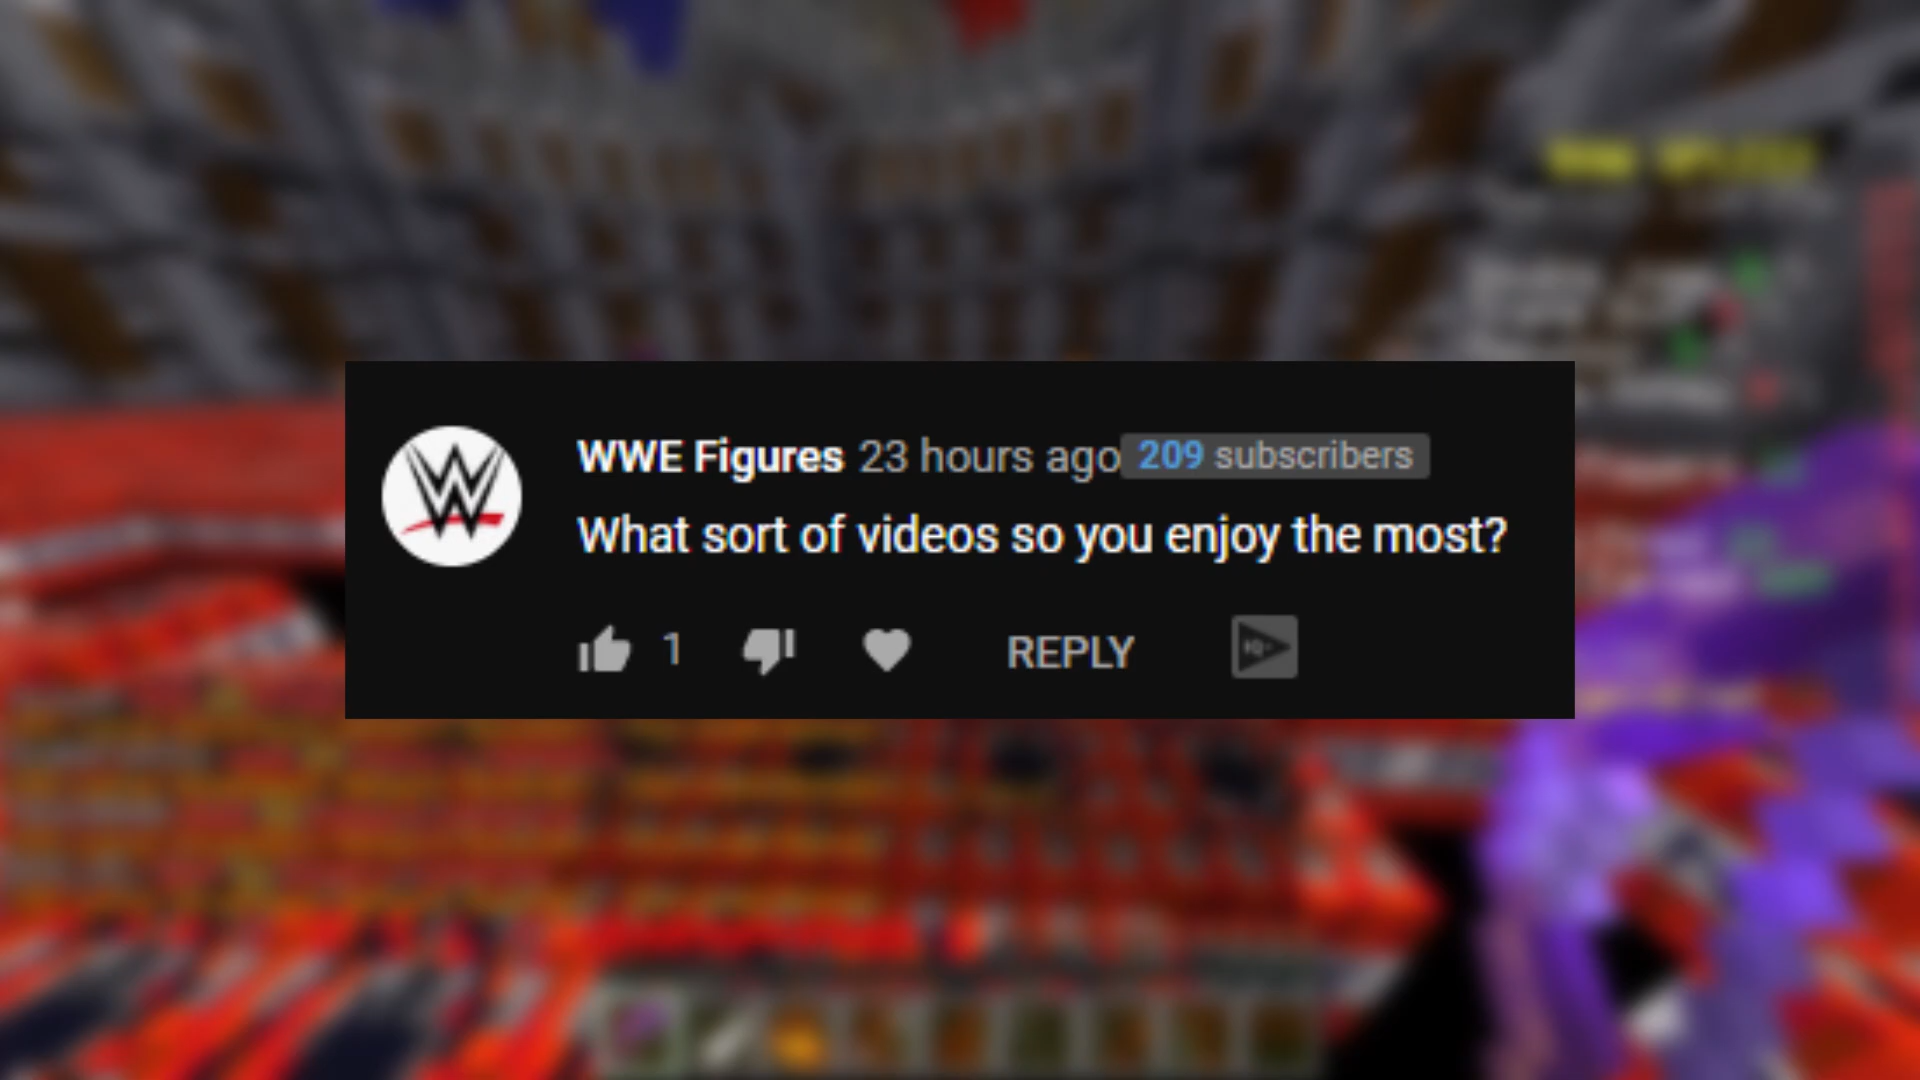 WWE Figures 23 hours ago 209 subscribers
What sort of videos so you enjoy the most?
1 REPLY